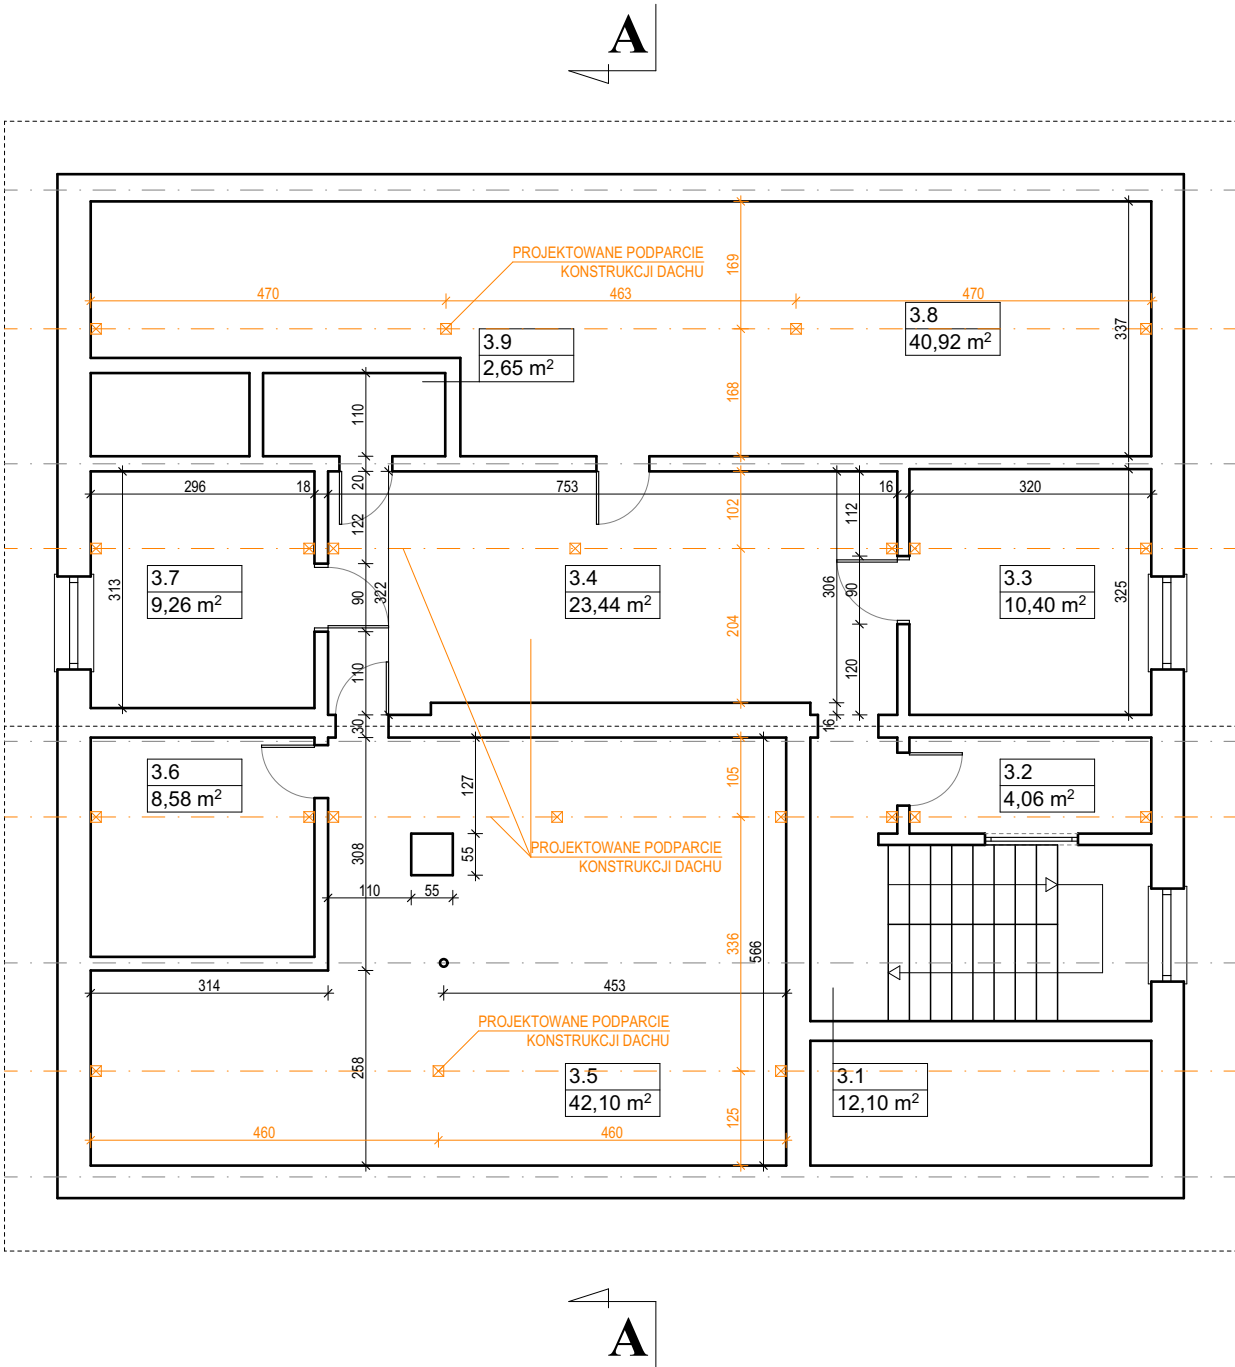 A
PROJEKTOWANE PODPARCIE
KONSTRUKCJI DACHU
169
470
463
470
3.8
40,92 m²
337
3.9
2,65 m²
168
110
20
296
18
753
16
320
102
112
122
3.7
9,26 m²
313
90
322
3.4
23,44 m²
306
90
3.3
10,40 m²
325
204
110
120
30
16
3.6
8,58 m²
127
105
3.2
4,06 m²
PROJEKTOWANE PODPARCIE
KONSTRUKCJI DACHU
308
55
110
55
336
566
314
453
PROJEKTOWANE PODPARCIE
KONSTRUKCJI DACHU
258
3.5
42,10 m²
3.1
12,10 m²
125
460
460
A